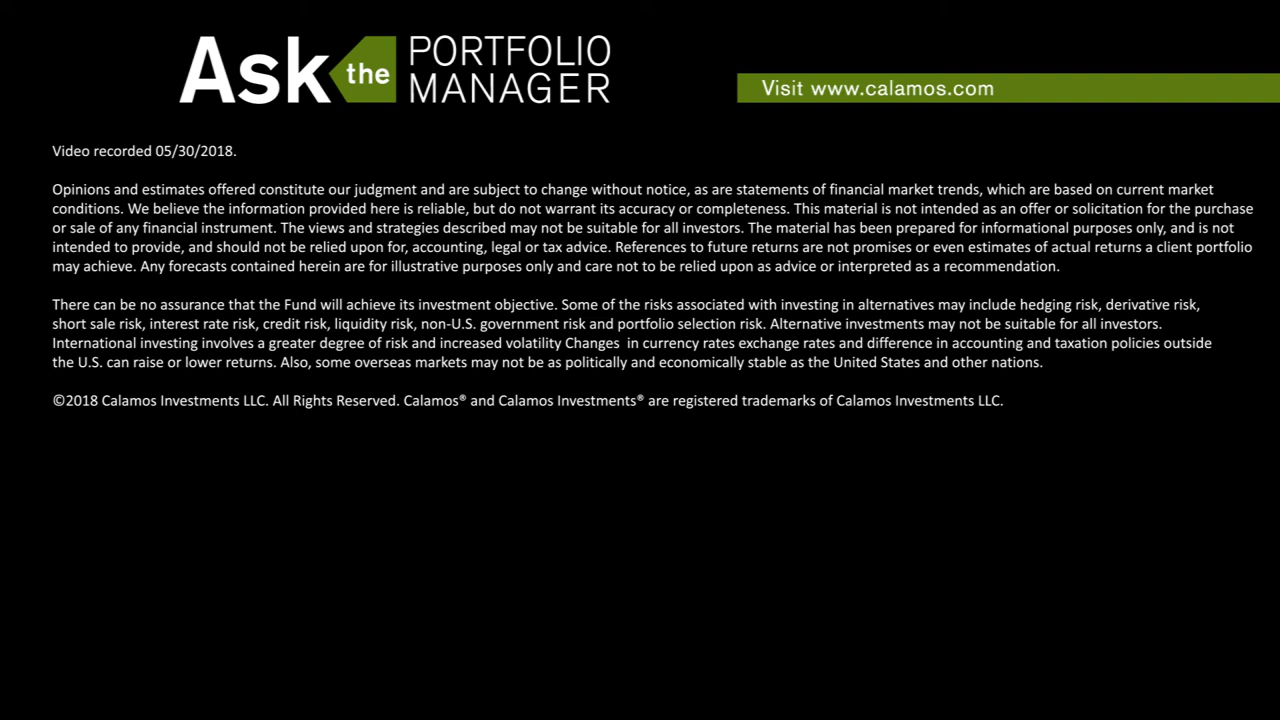 Ask the PORTFOLIO MANAGER
Visit www.calamos.com
Video recorded 05/30/2018.
Opinions and estimates offered constitute our judgment and are subject to change without notice, as are statements of financial market trends, which are based on current market
conditions. We believe the information provided here is reliable, but do not warrant its accuracy or completeness. This material is not intended as an offer or solicitation for the purchase
or sale of any financial instrument. The views and strategies described may not be suitable for all investors. The material has been prepared for informational purposes only, and is not
intended to provide, and should not be relied upon for, accounting, legal or tax advice. References to future returns are not promises or even estimates of actual returns a client portfolio
may achieve. Any forecasts contained herein are for illustrative purposes only and care not to be relied upon as advice or interpreted as a recommendation.
There can be no assurance that the Fund will achieve its investment objective. Some of the risks associated with investing in alternatives may include hedging risk, derivative risk,
short sale risk, interest rate risk, credit risk, liquidity risk, non-U.S. government risk and portfolio selection risk. Alternative investments may not be suitable for all investors.
International investing involves a greater degree of risk and increased volatility Changes  in currency rates exchange rates and difference in accounting and taxation policies outside
the U.S. can raise or lower returns. Also, some overseas markets may not be as politically and economically stable as the United States and other nations.
©2018 Calamos Investments LLC. All Rights Reserved. Calamos® and Calamos Investments® are registered trademarks of Calamos Investments LLC.